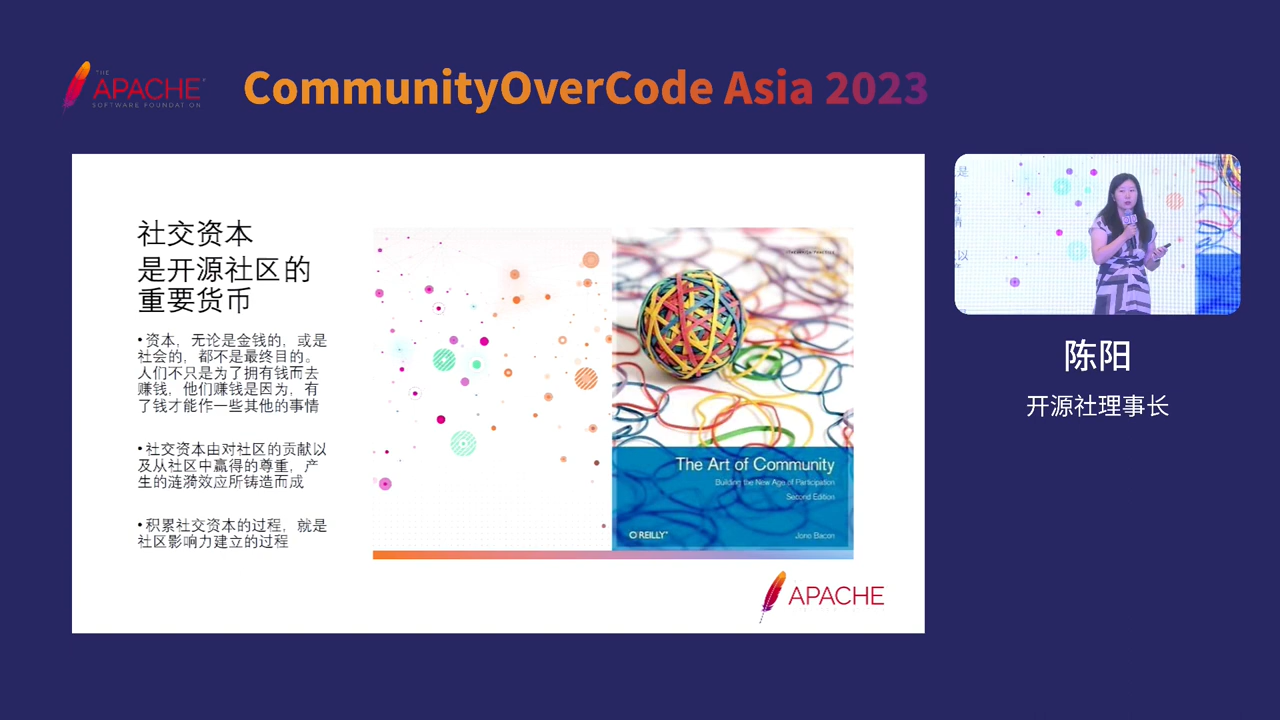 THE
APACHE
SOFTWARE FOUNDATION
CommunityOverCode Asia 2023
社交资本
是开源社区的
重要货币
• 资本，无论是金钱的，或是
社会的，都不是最终目的。
人们不只是为了拥有钱而去
赚钱，他们赚钱是因为，有
了钱才能作一些其他的事情
• 社交资本由对社区的贡献以
及从社区中赢得的尊重，产
生的涟漪效应所铸造而成
• 积累社交资本的过程，就是
社区影响力建立的过程
The Art of Community
Building the New Age of Participation
Second Edition
O'REILLY®
Jono Bacon
APACHE
陈阳
开源社理事长